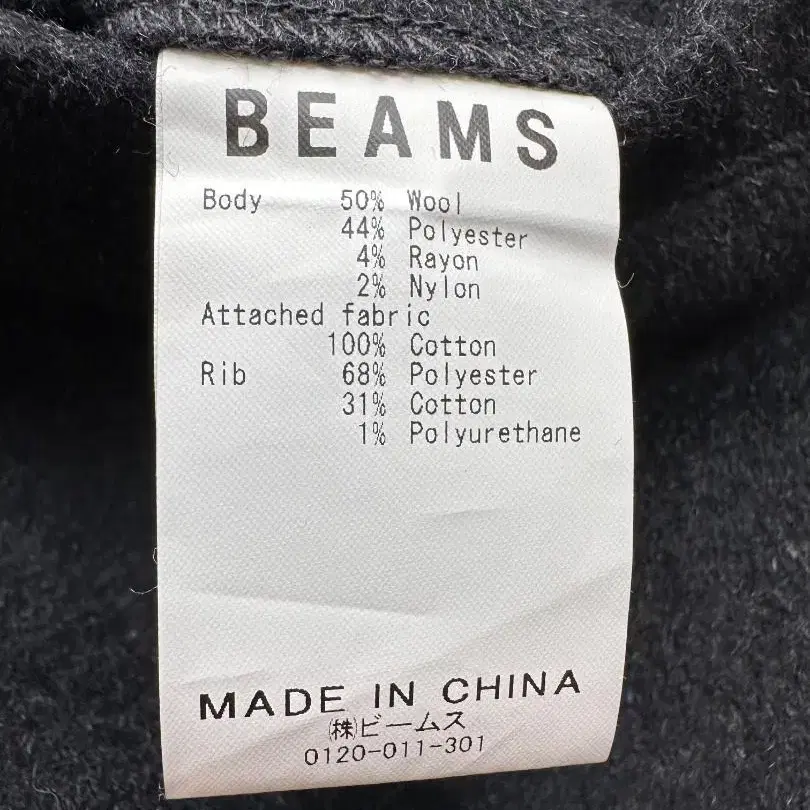 BEAMS
Body 50% Wool
44% Polyester
4% Rayon
2% Nylon
Attached fabric
100% Cotton
Rib 68% Polyester
31% Cotton
1% Polyurethane
MADE IN CHINA
㈱ビームス
0120-011-301